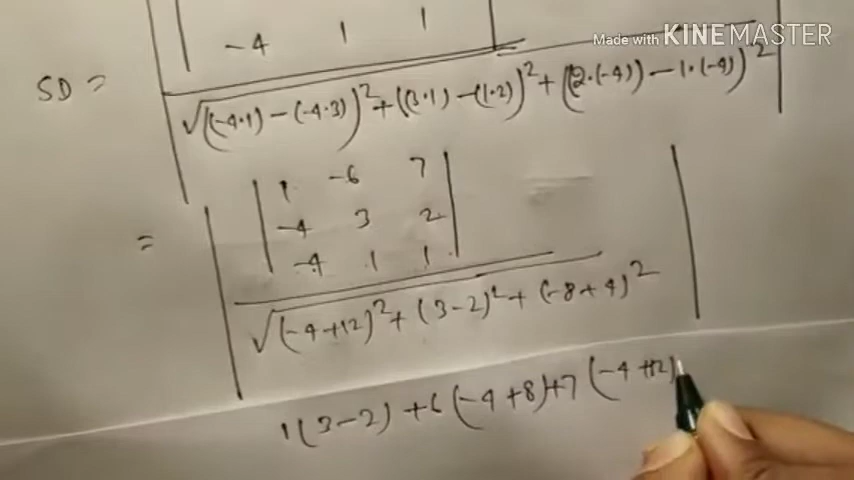 -4 1 1
Made with KINEMASTER
SD =
√((-4·1) - (-4·3))² + ((3·1) - (1·2))² + ((2·(-4)) - 1·(-4))²
1 -6 7
=
-4 3 2
-4 1 1
√(-4+12)² + (3-2)² + (-8+4)²
1(3-2) +6(-4+8)+7(-4+12)